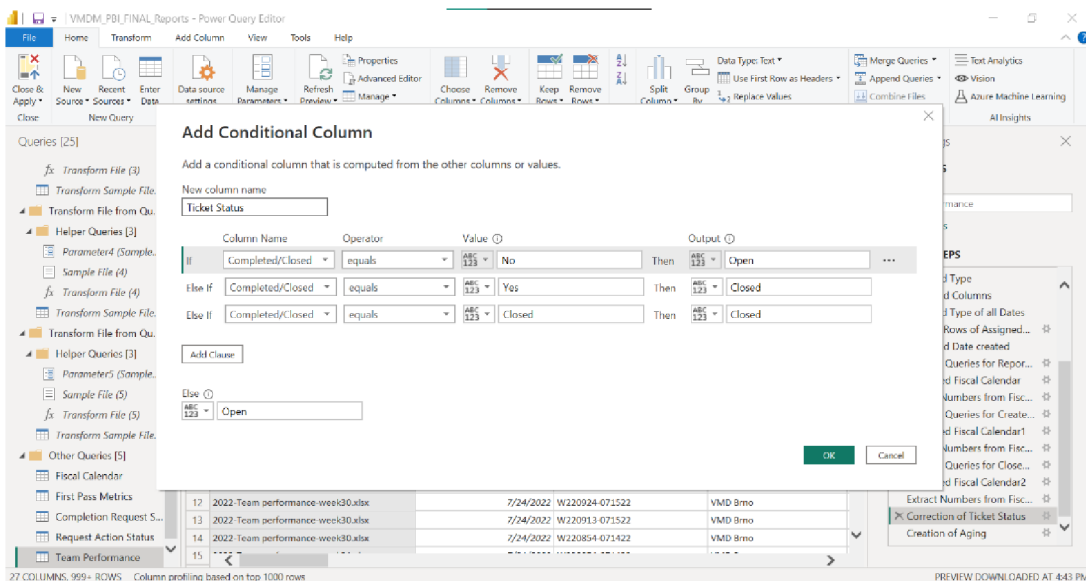 VMDM_PBI_FINAL_Reports - Power Query Editor
File Home Transform Add Column View Tools Help
Close & Apply
New Source
Recent Sources
Enter Data
Data source settings
Manage Parameters
Refresh Preview
Properties
Advanced Editor
Manage
Choose Columns
Remove Columns
Keep Rows
Remove Rows
Split Column
Group By
Data Type: Text
Use First Row as Headers
Replace Values
Merge Queries
Append Queries
Combine Files
Text Analytics
Vision
Azure Machine Learning
Close
New Query
AI Insights
Queries [25]
fx Transform File (3)
Transform Sample File.
Transform File from Qu.
Helper Queries [3]
Parameter4 (Sample..
Sample File (4)
fx Transform File (4)
Transform Sample File.
Transform File from Qu.
Helper Queries [3]
Parameter5 (Sample..
Sample File (5)
fx Transform File (5)
Transform Sample File.
Other Queries [5]
Fiscal Calendar
First Pass Metrics
Completion Request S...
Request Action Status
Team Performance
Add Conditional Column
Add a conditional column that is computed from the other columns or values.
New column name
Ticket Status
Column Name Operator Value Output
If Completed/Closed equals ABC 123 No Then ABC 123 Open ...
Else If Completed/Closed equals ABC 123 Yes Then ABC 123 Closed
Else If Completed/Closed equals ABC 123 Closed Then ABC 123 Closed
Add Clause
Else
ABC 123 Open
OK Cancel
gs
mance
EPS
d Type
d Columns
d Type of all Dates
Rows of Assigned...
d Date created
Queries for Repor...
ed Fiscal Calendar
Numbers from Fisc...
Queries for Create...
ed Fiscal Calendar1
Numbers from Fisc...
Queries for Close...
ed Fiscal Calendar2
Extract Numbers from Fisc...
Correction of Ticket Status
Creation of Aging
12 2022-Team performance-week30.xlsx 7/24/2022 W220924-071522 VMD Brno
13 2022-Team performance-week30.xlsx 7/24/2022 W220913-071522 VMD Brno
14 2022-Team performance-week30.xlsx 7/24/2022 W220854-071422 VMD Brno
15
27 COLUMNS, 999+ ROWS Column profiling based on top 1000 rows
PREVIEW DOWNLOADED AT 4:43 PM